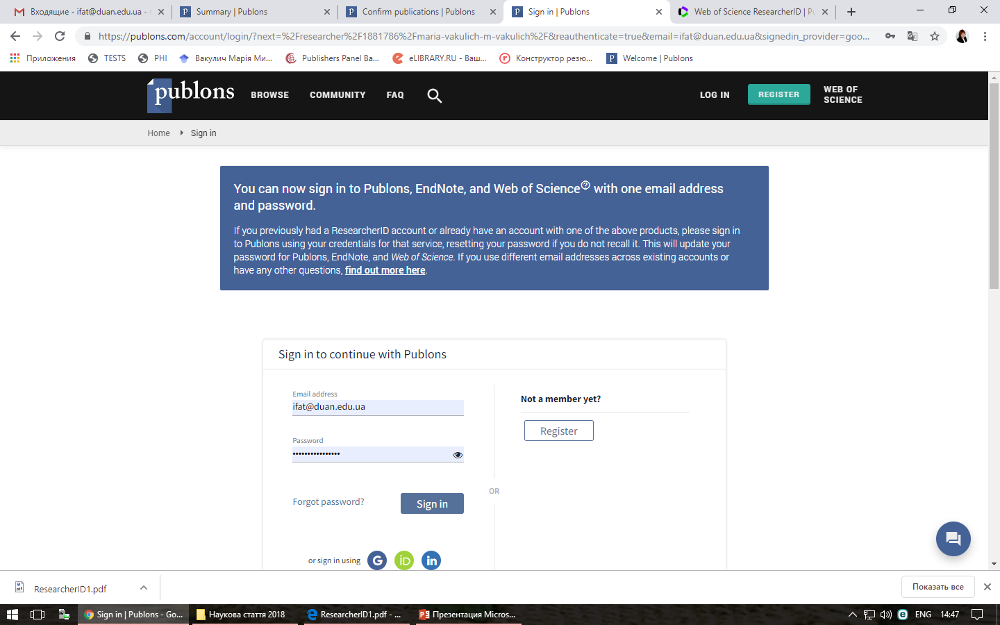 Входящие - ifat@duan.edu.ua -
Summary | Publons
Confirm publications | Publons
Sign in | Publons
Web of Science ResearcherID | Pu
https://publons.com/account/login/?next=%2Fresearcher%2F1881786%2Fmaria-vakulich-m-vakulich%2F&reauthenticate=true&email=ifat@duan.edu.ua&signedin_provider=goo...
Приложения
TESTS
PHI
Вакулич Марія Ми...
Publishers Panel Ba...
eLIBRARY.RU - Ваш...
Конструктор резю...
Welcome | Publons
publons
BROWSE
COMMUNITY
FAQ
LOG IN
REGISTER
WEB OF
SCIENCE
Home
Sign in
You can now sign in to Publons, EndNote, and Web of Science with one email address
and password.
If you previously had a ResearcherID account or already have an account with one of the above products, please sign in
to Publons using your credentials for that service, resetting your password if you do not recall it. This will update your
password for Publons, EndNote, and Web of Science. If you use different email addresses across existing accounts or
have any other questions, find out more here.
Sign in to continue with Publons
Email address
ifat@duan.edu.ua
Not a member yet?
Register
Password
••••••••••••••••
OR
Forgot password?
Sign in
or sign in using
G
iD
in
ResearcherID1.pdf
Показать все
Sign in | Publons - Go...
Наукова стаття 2018
ResearcherID1.pdf - ...
Презентация Micros...
ENG
14:47